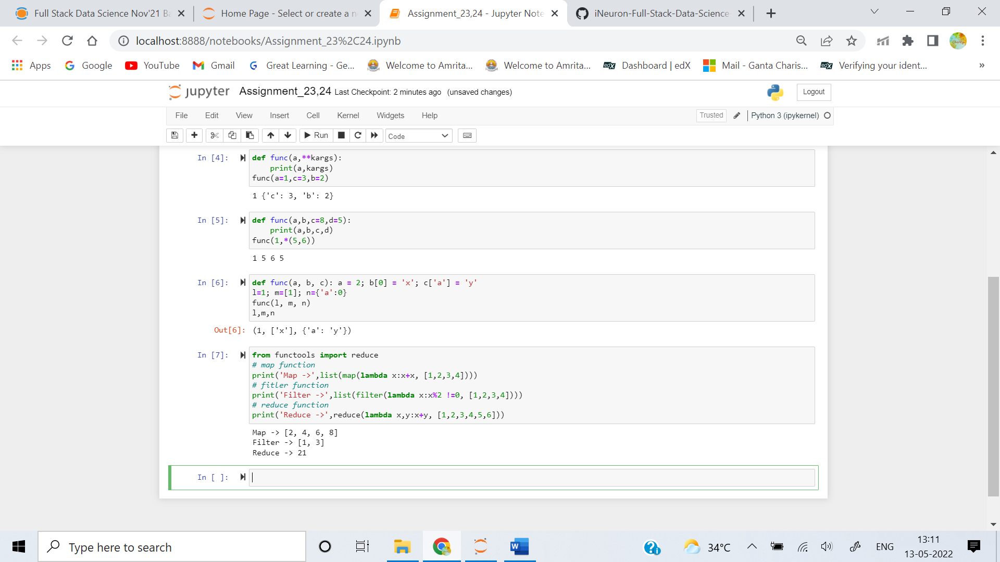 Full Stack Data Science Nov'21 Ba
Home Page - Select or create a n
Assignment_23,24 - Jupyter Note
iNeuron-Full-Stack-Data-Science-
localhost:8888/notebooks/Assignment_23%2C24.ipynb
Apps Google YouTube Gmail Great Learning - Ge... Welcome to Amrita... Welcome to Amrita... edX Dashboard | edX Mail - Ganta Charis... edX Verifying your ident... »
jupyter Assignment_23,24 Last Checkpoint: 2 minutes ago (unsaved changes) Logout
File Edit View Insert Cell Kernel Widgets Help Trusted Python 3 (ipykernel)
Run Code
In [4]: def func(a,**kargs):
    print(a,kargs)
func(a=1,c=3,b=2)
1 {'c': 3, 'b': 2}
In [5]: def func(a,b,c=8,d=5):
    print(a,b,c,d)
func(1,*(5,6))
1 5 6 5
In [6]: def func(a, b, c): a = 2; b[0] = 'x'; c['a'] = 'y'
l=1; m=[1]; n={'a':0}
func(l, m, n)
l,m,n
Out[6]: (1, ['x'], {'a': 'y'})
In [7]: from functools import reduce
# map function
print('Map ->',list(map(lambda x:x+x, [1,2,3,4])))
# fitler function
print('Filter ->',list(filter(lambda x:x%2 !=0, [1,2,3,4])))
# reduce function
print('Reduce ->',reduce(lambda x,y:x+y, [1,2,3,4,5,6]))
Map -> [2, 4, 6, 8]
Filter -> [1, 3]
Reduce -> 21
In [ ]:
Type here to search
34°C ENG
13:11
13-05-2022